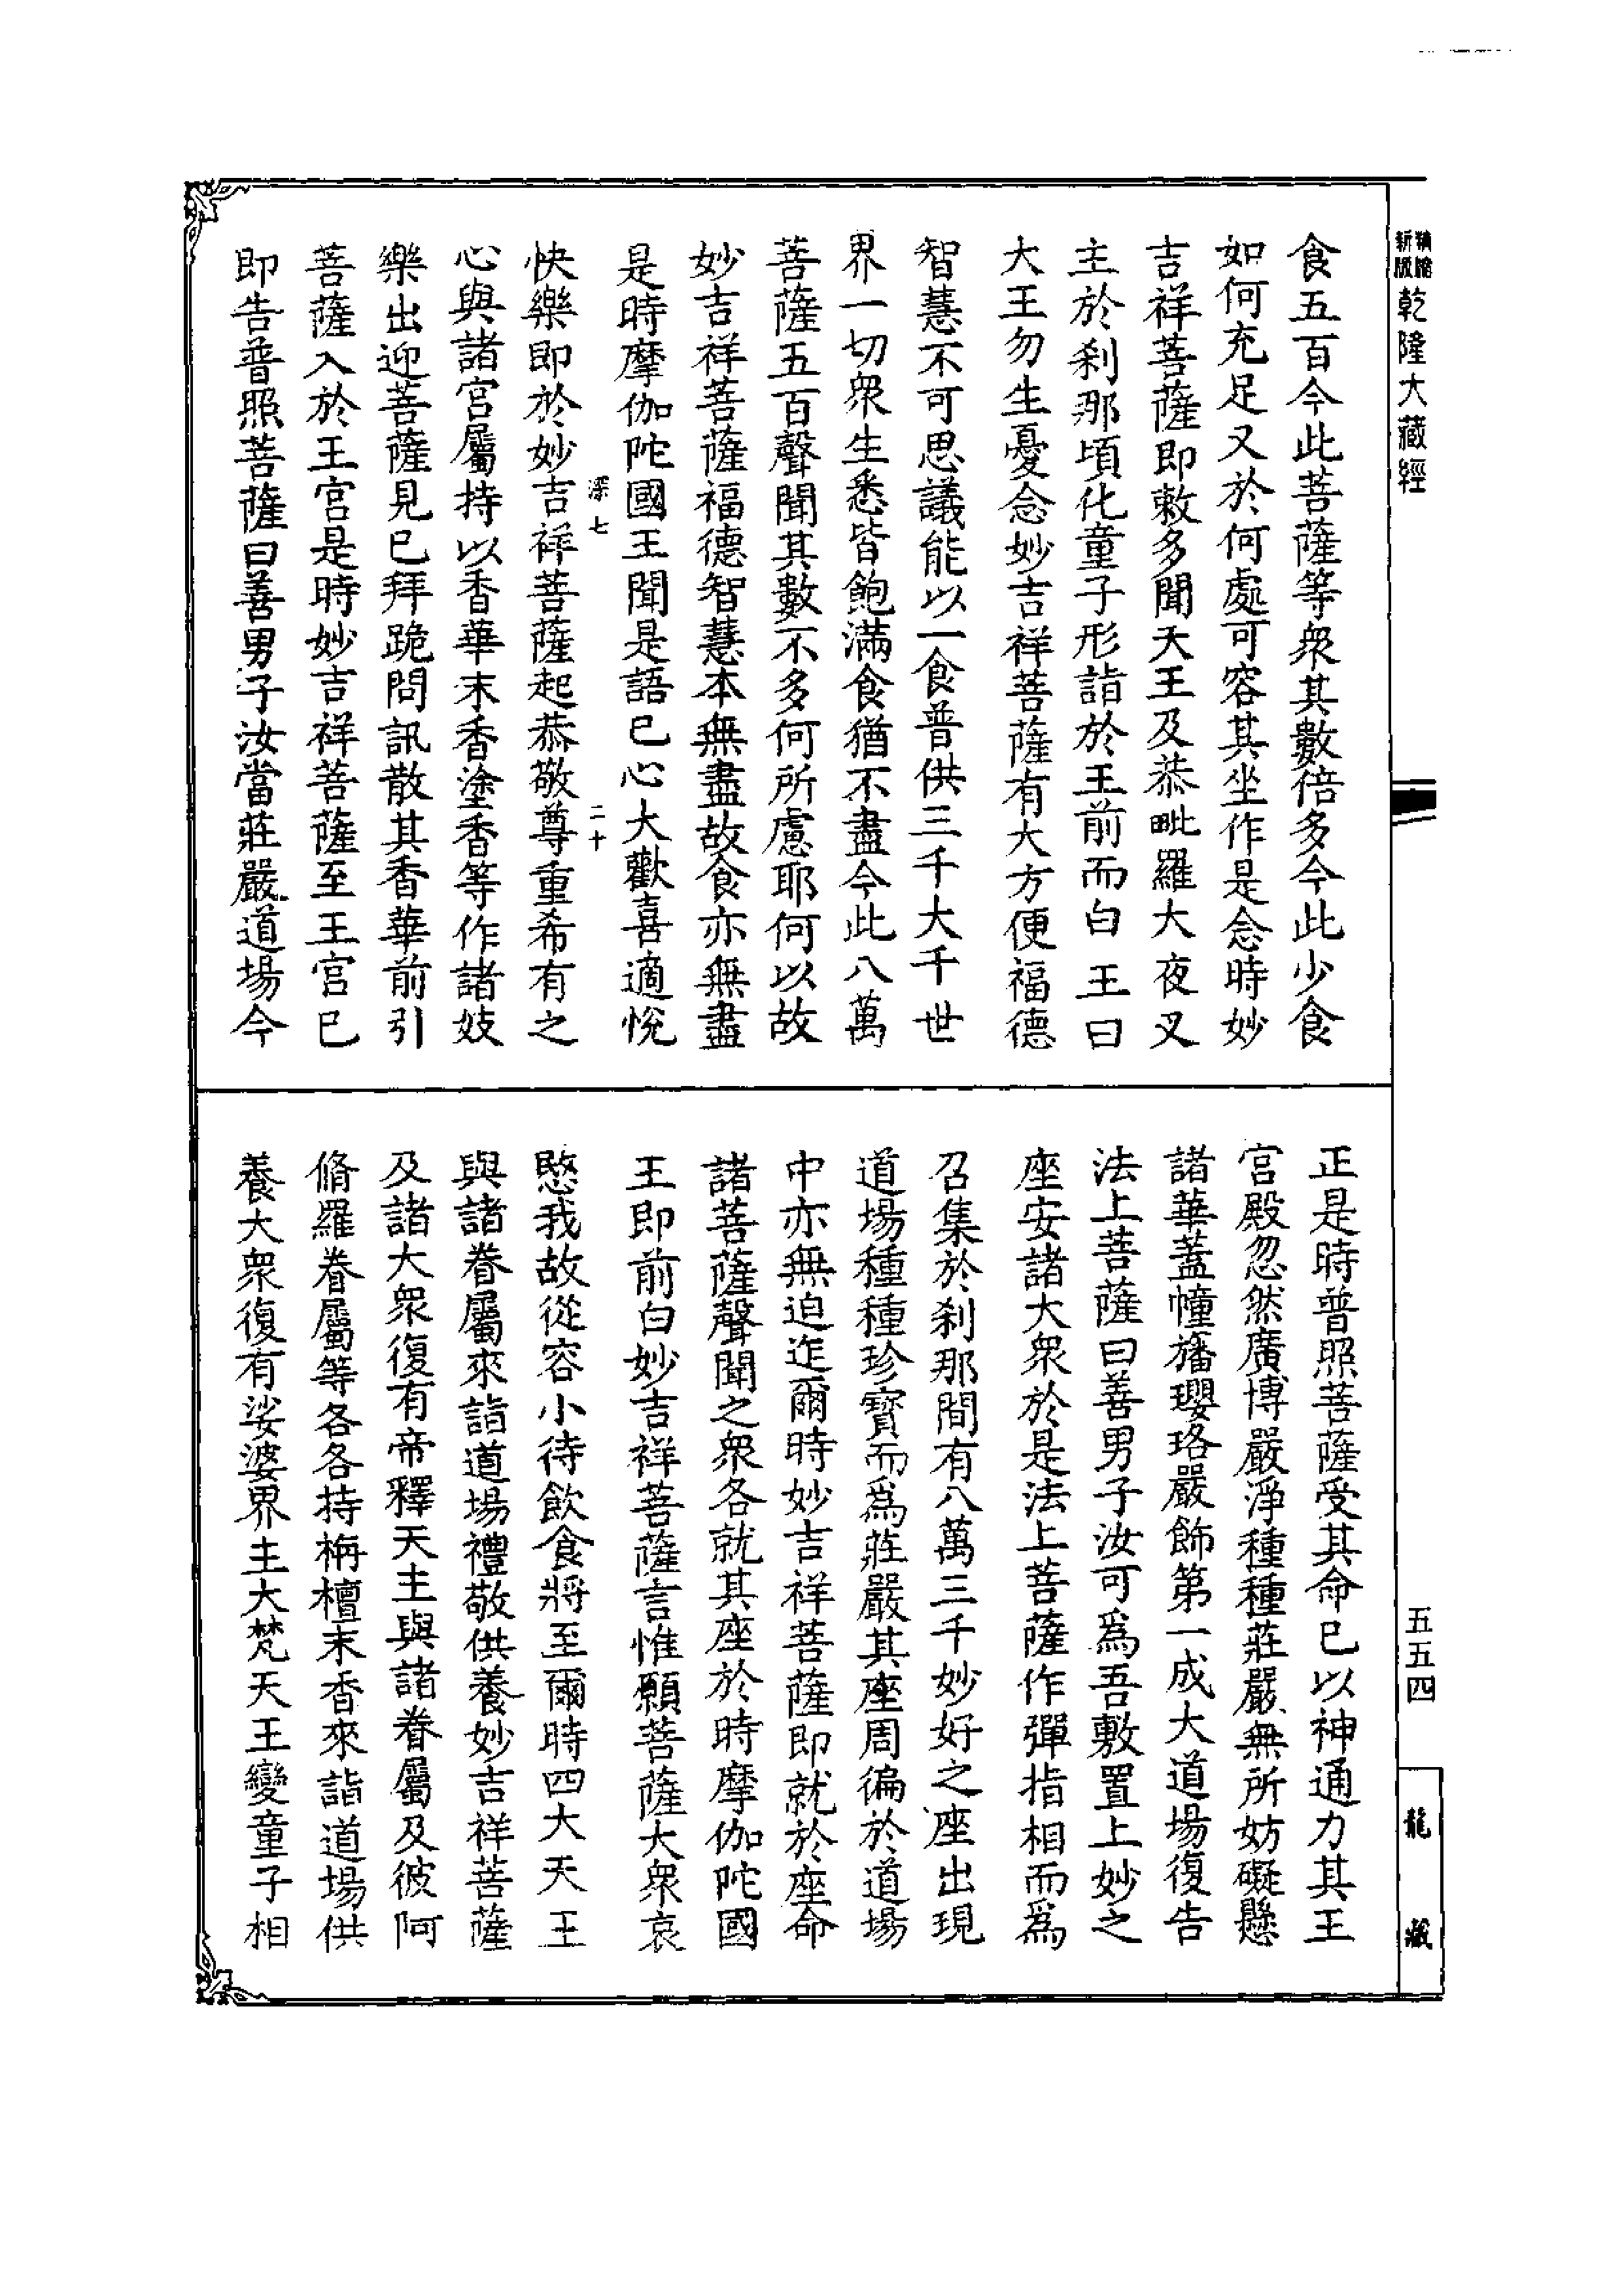 新版
精縮
乾隆大藏經
五五四
龍藏
食五百今此菩薩等衆其數倍多今此少食
如何充足又於何處可容其坐作是念時妙
吉祥菩薩即敕多聞天王及恭毗羅大夜叉
主於刹那頃化童子形詣於王前而白王曰
大王勿生憂念妙吉祥菩薩有大方便福德
智慧不可思議能以一食普供三千大千世
界一切衆生悉皆飽滿食猶不盡今此八萬
菩薩五百聲聞其數不多何所慮耶何以故
妙吉祥菩薩福德智慧本無盡故食亦無盡
是時摩伽陀國王聞是語已心大歡喜適悅
深七 二十
快樂即於妙吉祥菩薩起恭敬尊重希有之
心與諸宮屬持以香華末香塗香等作諸妓
樂出迎菩薩見已拜跪問訊散其香華前引
菩薩入於王宮是時妙吉祥菩薩至王宮已
即告普照菩薩曰善男子汝當莊嚴道場今
正是時普照菩薩受其命已以神通力其王
宮殿忽然廣博嚴淨種種莊嚴無所妨礙懸
諸華蓋幢旛瓔珞嚴飾第一成大道場復告
法上菩薩曰善男子汝可爲吾敷置上妙之
座安諸大衆於是法上菩薩作彈指相而爲
召集於刹那間有八萬三千妙好之座出現
道場種種珍寳而爲莊嚴其座周徧於道場
中亦無迫迮爾時妙吉祥菩薩即就於座命
諸菩薩聲聞之衆各就其座於時摩伽陀國
王即前白妙吉祥菩薩言惟願菩薩大衆哀
愍我故從容小待飲食將至爾時四大天王
與諸眷屬來詣道場禮敬供養妙吉祥菩薩
及諸大衆復有帝釋天主與諸眷屬及彼阿
脩羅眷屬等各各持栴檀末香來詣道場供
養大衆復有娑婆界主大梵天王變童子相